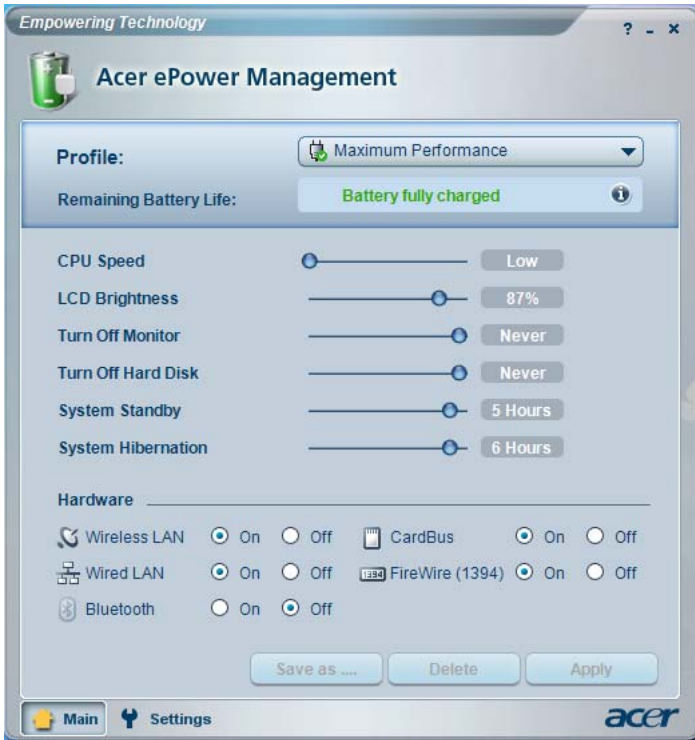 Empowering Technology
? - x
Acer ePower Management
Profile: Maximum Performance
Remaining Battery Life: Battery fully charged i
CPU Speed Low
LCD Brightness 87%
Turn Off Monitor Never
Turn Off Hard Disk Never
System Standby 5 Hours
System Hibernation 6 Hours
Hardware
Wireless LAN On Off CardBus On Off
Wired LAN On Off 1394 FireWire (1394) On Off
Bluetooth On Off
Save as .... Delete Apply
Main Settings acer